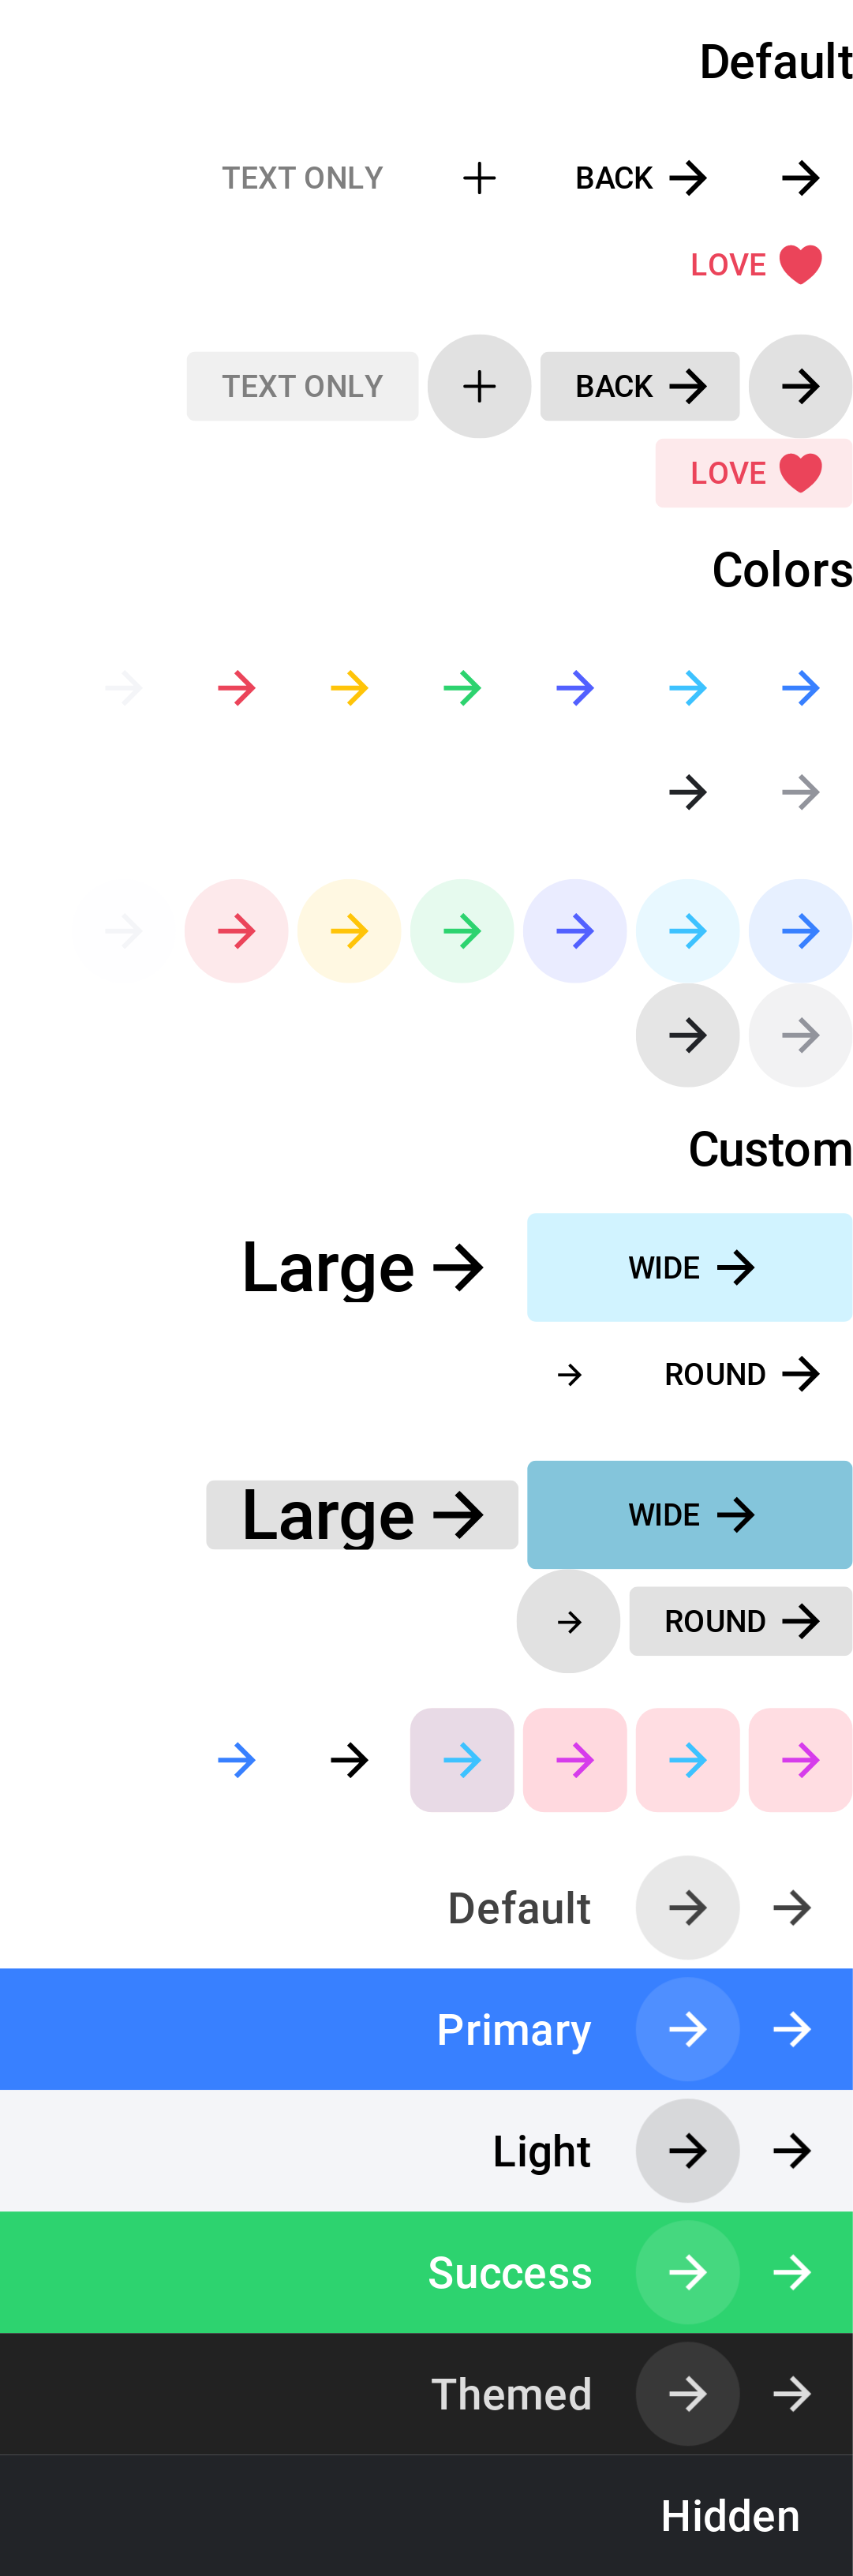 Default
TEXT ONLY BACK
LOVE
TEXT ONLY BACK
LOVE
Colors
Custom
Large WIDE
ROUND
Large WIDE
ROUND
Default
Primary
Light
Success
Themed
Hidden